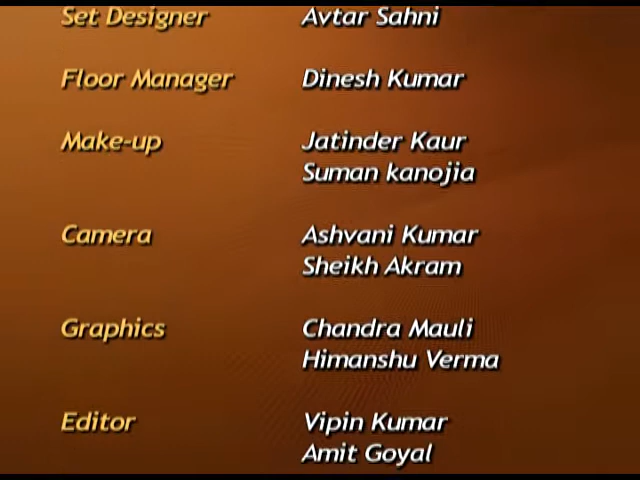 Set Designer Avtar Sahni
Floor Manager Dinesh Kumar
Make-up Jatinder Kaur
Suman kanojia
Camera Ashvani Kumar
Sheikh Akram
Graphics Chandra Mauli
Himanshu Verma
Editor Vipin Kumar
Amit Goyal